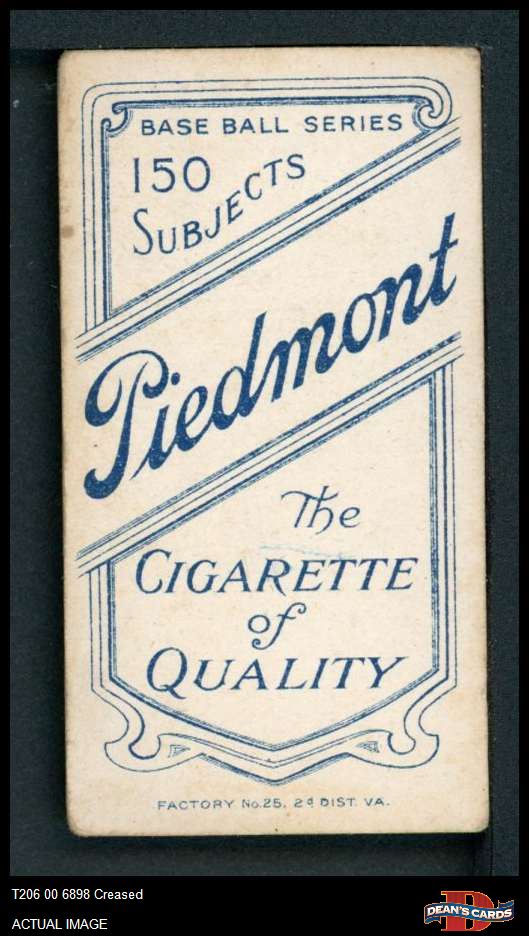 BASE BALL SERIES
150
SUBJECTS
Piedmont
The
CIGARETTE
of
QUALITY
FACTORY No.25. 2d DIST. VA.
T206 00 6898 Creased
ACTUAL IMAGE
D
DEAN'S CARDS